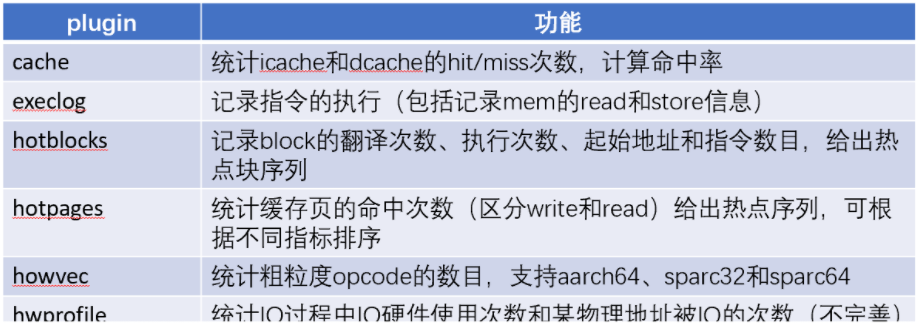 plugin 功能
cache 统计icache和dcache的hit/miss次数，计算命中率
execlog 记录指令的执行（包括记录mem的read和store信息）
hotblocks 记录block的翻译次数、执行次数、起始地址和指令数目，给出热
点块序列
hotpages 统计缓存页的命中次数（区分write和read）给出热点序列，可根
据不同指标排序
howvec 统计粗粒度opcode的数目，支持aarch64、sparc32和sparc64
hwprofile 统计IO过程中IO硬件使用次数和某物理地址被IO的次数（不完善）